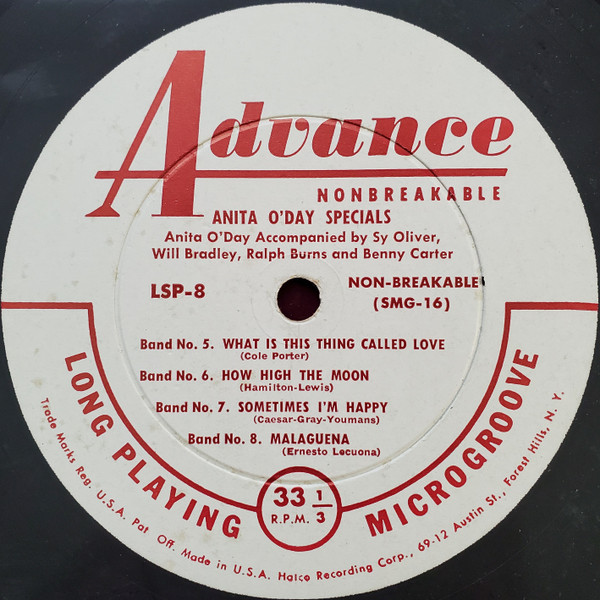 Advance
NONBREAKABLE
ANITA O'DAY SPECIALS
Anita O'Day Accompanied by Sy Oliver,
Will Bradley, Ralph Burns and Benny Carter
LSP-8
NON-BREAKABLE
(SMG-16)
Band No. 5. WHAT IS THIS THING CALLED LOVE
(Cole Porter)
Band No. 6. HOW HIGH THE MOON
(Hamilton-Lewis)
Band No. 7. SOMETIMES I'M HAPPY
(Caesar-Gray-Youmans)
Band No. 8. MALAGUENA
(Ernesto Lecuona)
LONG PLAYING
33 1/3
R.P.M.
MICROGROOVE
Trade Marks Reg. U.S.A. Pat. Off. Made in U.S.A. Halco Recording Corp., 69-12 Austin St., Forest Hills, N. Y.